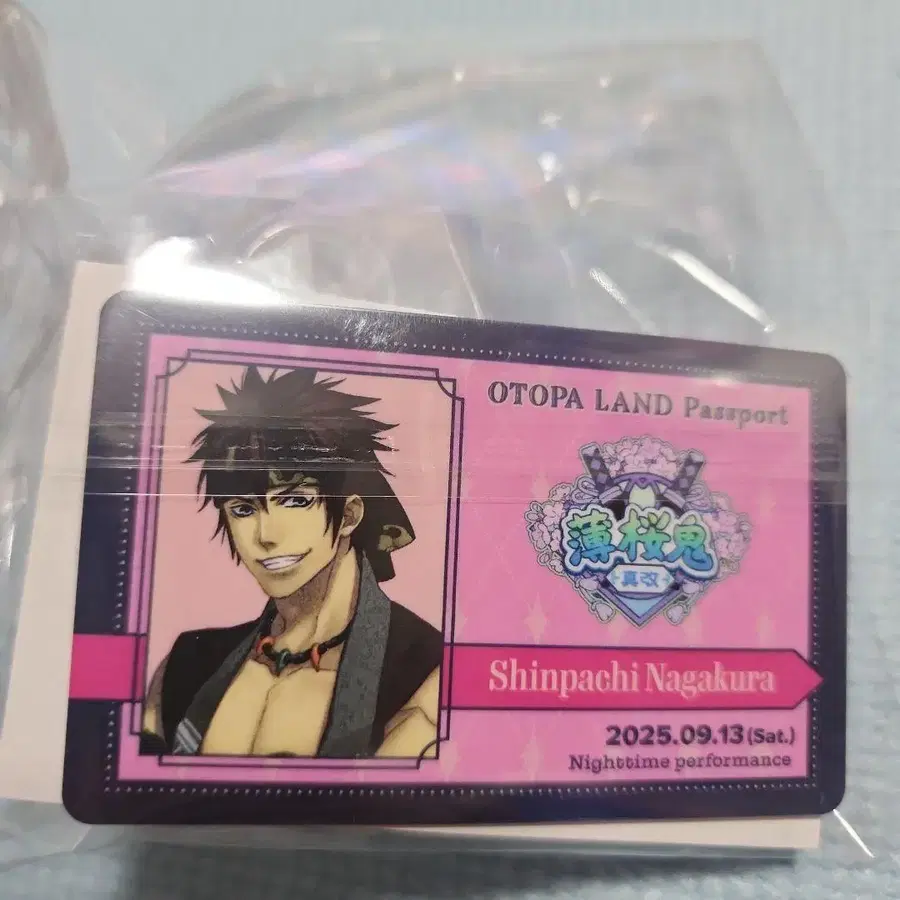 OTOPA LAND Passport
薄桜鬼
真改
Shinpachi Nagakura
2025.09.13(Sat.)
Nighttime performance